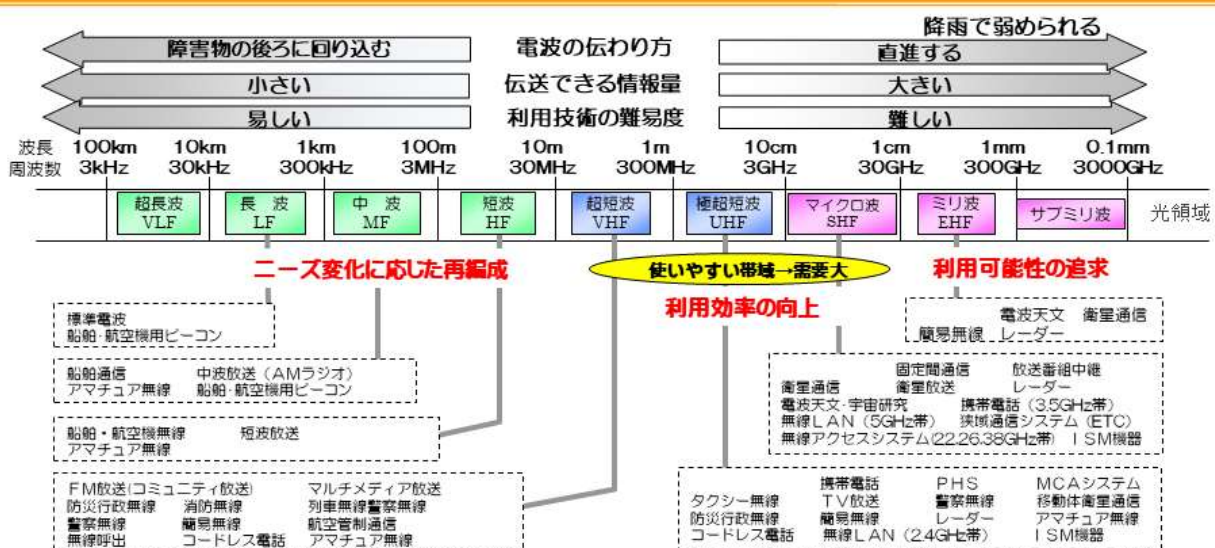 降雨で弱められる
障害物の後ろに回り込む 電波の伝わり方 直進する
小さい 伝送できる情報量 大きい
易しい 利用技術の難易度 難しい
波長 100km 10km 1km 100m 10m 1m 10cm 1cm 1mm 0.1mm
周波数 3kHz 30kHz 300kHz 3MHz 30MHz 300MHz 3GHz 30GHz 300GHz 3000GHz
超長波 長 波 中 波 短波 超短波 極超短波 マイクロ波 ミリ波 サブミリ波 光領域
VLF LF MF HF VHF UHF SHF EHF
ニーズ変化に応じた再編成 使いやすい帯域→需要大 利用可能性の追求
利用効率の向上
標準電波
船舶・航空機用ビーコン
電波天文 衛星通信
簡易無線 レーダー
船舶通信 中波放送（AMラジオ）
アマチュア無線 船舶・航空機用ビーコン
固定間通信 放送番組中継
衛星通信 衛星放送 レーダー
電波天文・宇宙研究 携帯電話（3.5GHz帯）
無線LAN（5GHz帯） 狭域通信システム（ETC）
無線アクセスシステム(22.26.38GHz帯) ISM機器
船舶・航空機無線 短波放送
アマチュア無線
FM放送(コミュニティ放送) マルチメディア放送
防災行政無線 消防無線 列車無線警察無線
警察無線 簡易無線 航空管制通信
無線呼出 コードレス電話 アマチュア無線
携帯電話 PHS MCAシステム
タクシー無線 TV放送 警察無線 移動体衛星通信
防災行政無線 簡易無線 レーダー アマチュア無線
コードレス電話 無線LAN（2.4GHz帯） ISM機器